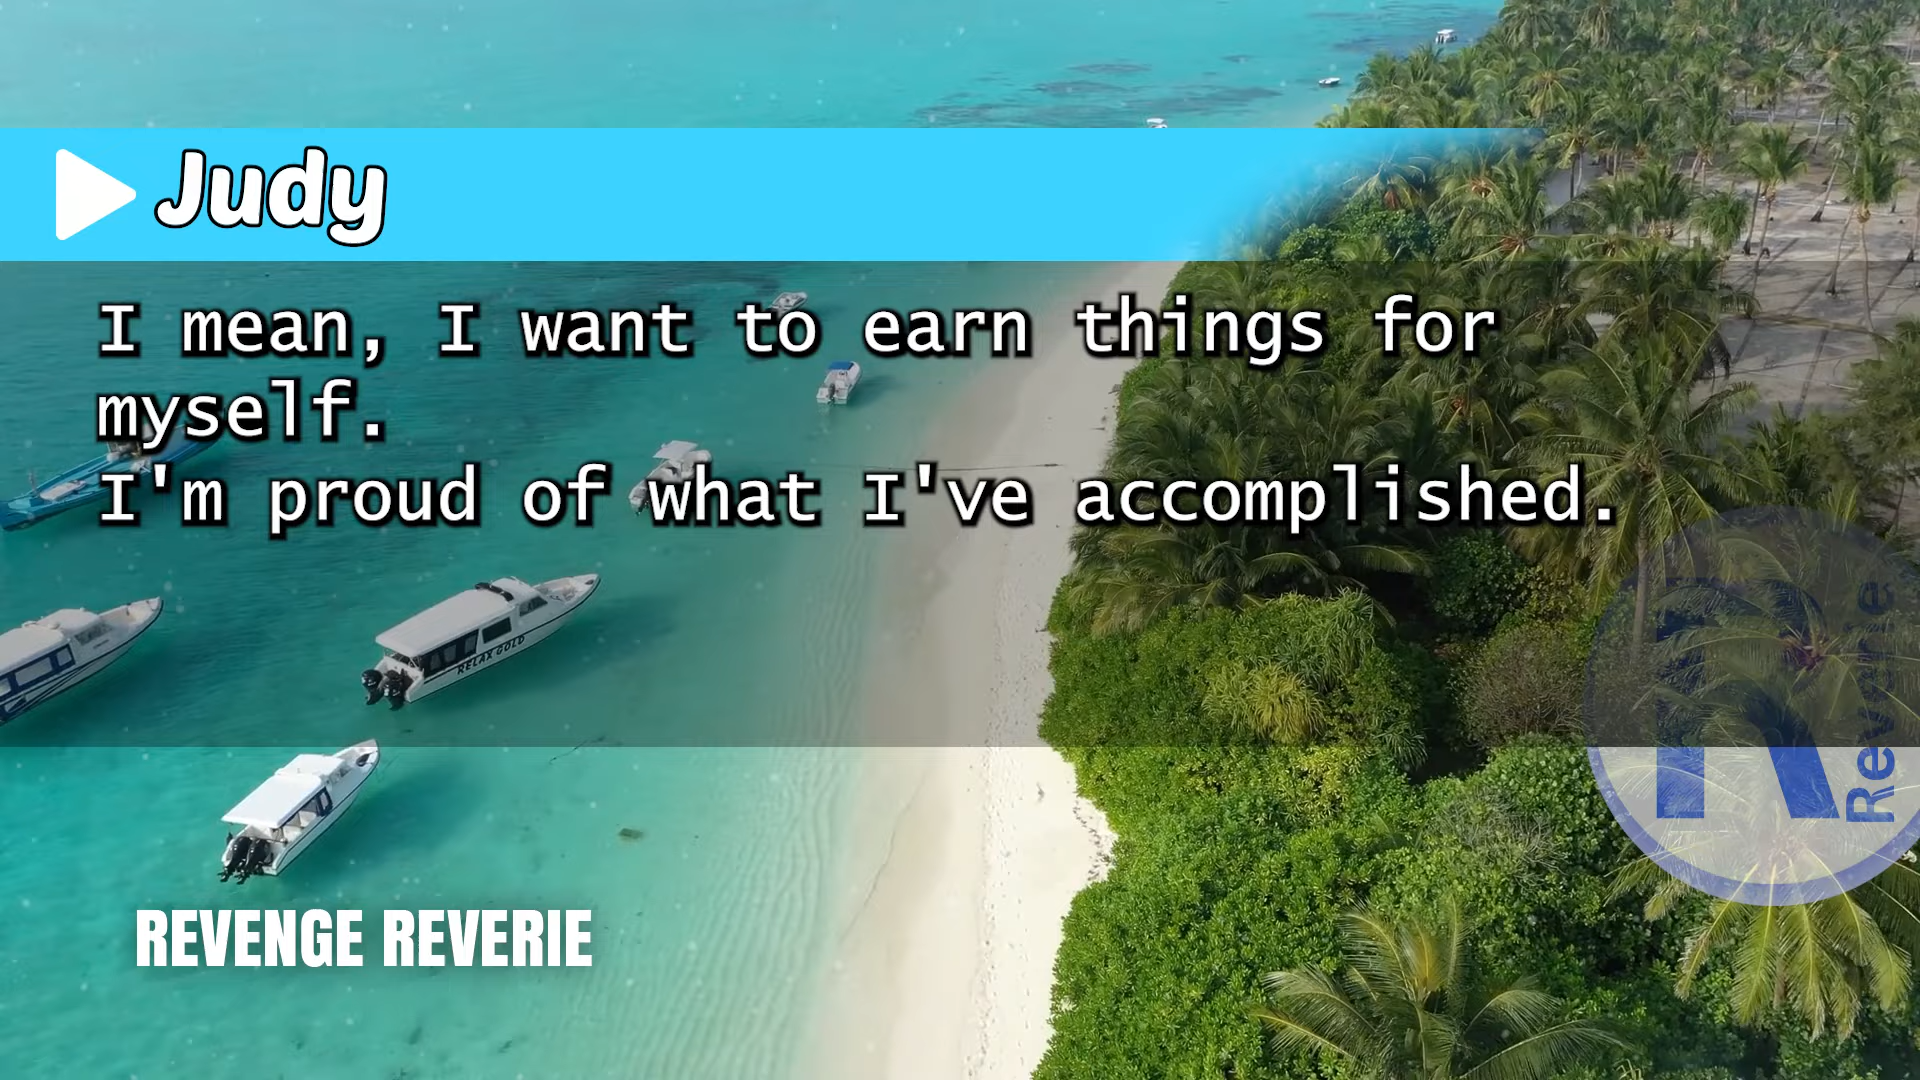 Judy
I mean, I want to earn things for
myself.
I'm proud of what I've accomplished.
RELAX GOLD
R
Reverie
REVENGE REVERIE